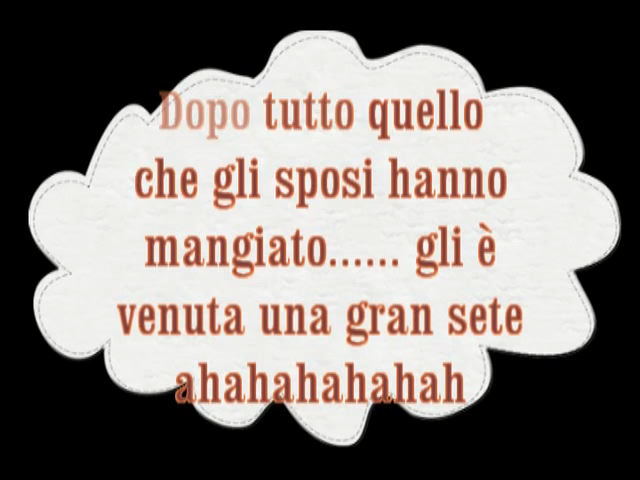 Dopo tutto quello
che gli sposi hanno
mangiato...... gli è
venuta una gran sete
ahahahahahah